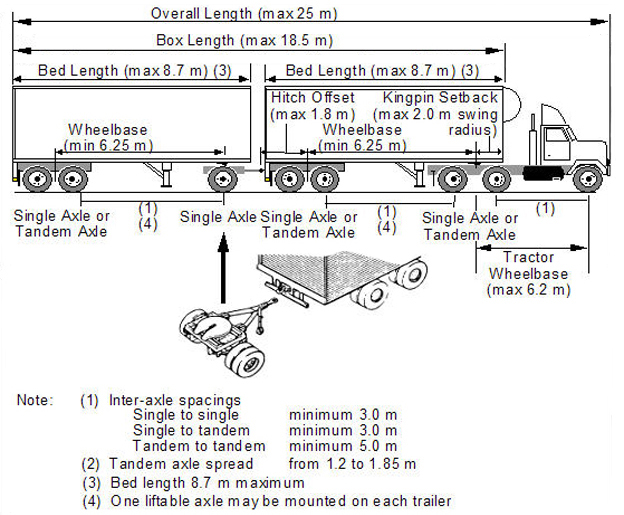 Overall Length (max 25 m)
Box Length (max 18.5 m)
Bed Length (max 8.7 m) (3)
Bed Length (max 8.7 m) (3)
Hitch Offset
(max 1.8 m)
Kingpin Setback
(max 2.0 m swing
radius)
Wheelbase
(min 6.25 m)
Wheelbase
(min 6.25 m)
Single Axle or
Tandem Axle
(1)
(4)
Single Axle
Single Axle or
Tandem Axle
(1)
(4)
Single Axle or
Tandem Axle
(1)
Tractor
Wheelbase
(max 6.2 m)
Note: (1) Inter-axle spacings
Single to single minimum 3.0 m
Single to tandem minimum 3.0 m
Tandem to tandem minimum 5.0 m
(2) Tandem axle spread from 1.2 to 1.85 m
(3) Bed length 8.7 m maximum
(4) One liftable axle may be mounted on each trailer